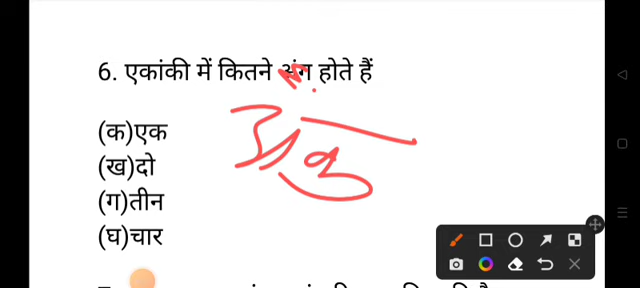 6. एकांकी में कितने अंग होते हैं
(क)एक
(ख)दो
(ग)तीन
(घ)चार